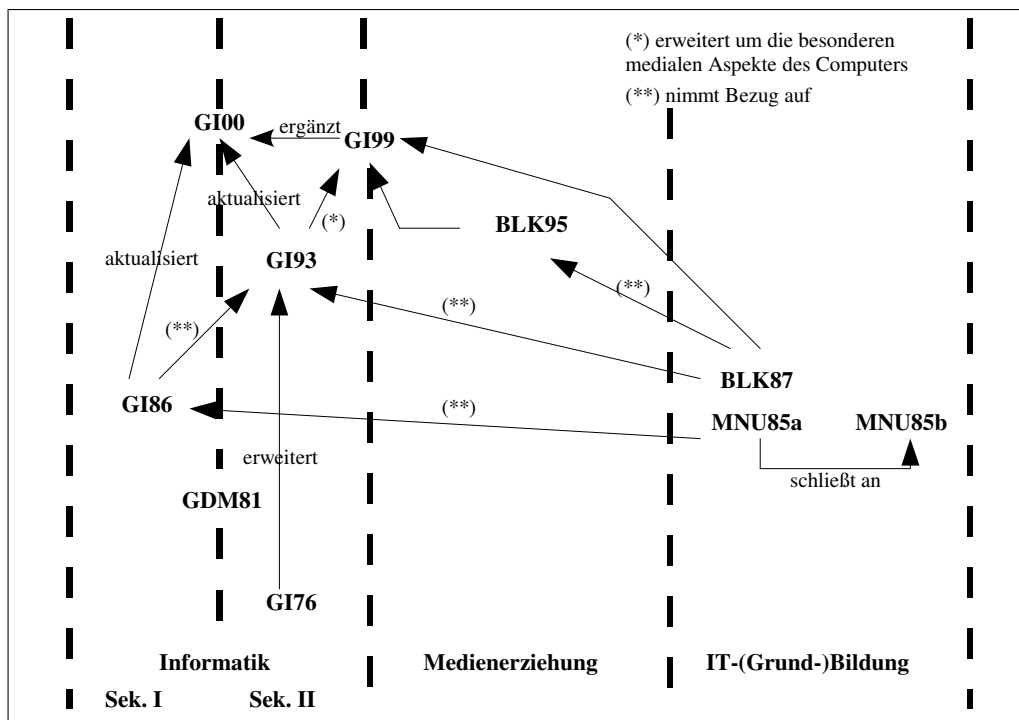 (*) erweitert um die besonderen
medialen Aspekte des Computers
(**) nimmt Bezug auf
GI00
ergänzt
GI99
aktualisiert
(*)
BLK95
aktualisiert
GI93
(**)
(**)
(**)
BLK87
GI86
(**)
MNU85a
MNU85b
erweitert
schließt an
GDM81
GI76
Informatik
Medienerziehung
IT-(Grund-)Bildung
Sek. I
Sek. II